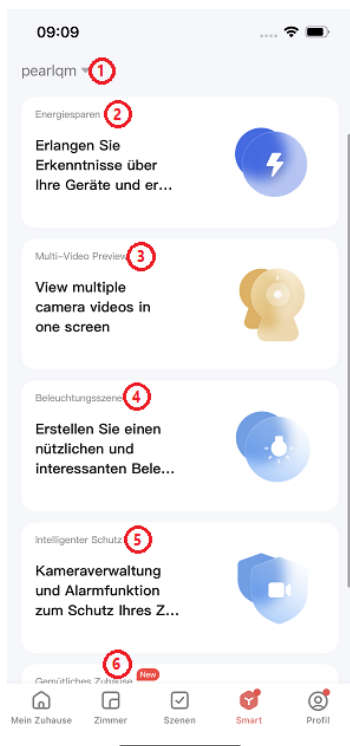 09:09
pearlqm
1
Energiesparen
2
Erlangen Sie
Erkenntnisse über
Ihre Geräte und er...
Multi-Video Preview
3
View multiple
camera videos in
one screen
4
Erstellen Sie einen
nützlichen und
interessanten Bele...
Intelligenter Schutz
5
Kameraverwaltung
und Alarmfunktion
zum Schutz Ihres Z...
6
Gemütliches Zuhause
New
Mein Zuhause Zimmer Szenen Smart Profil